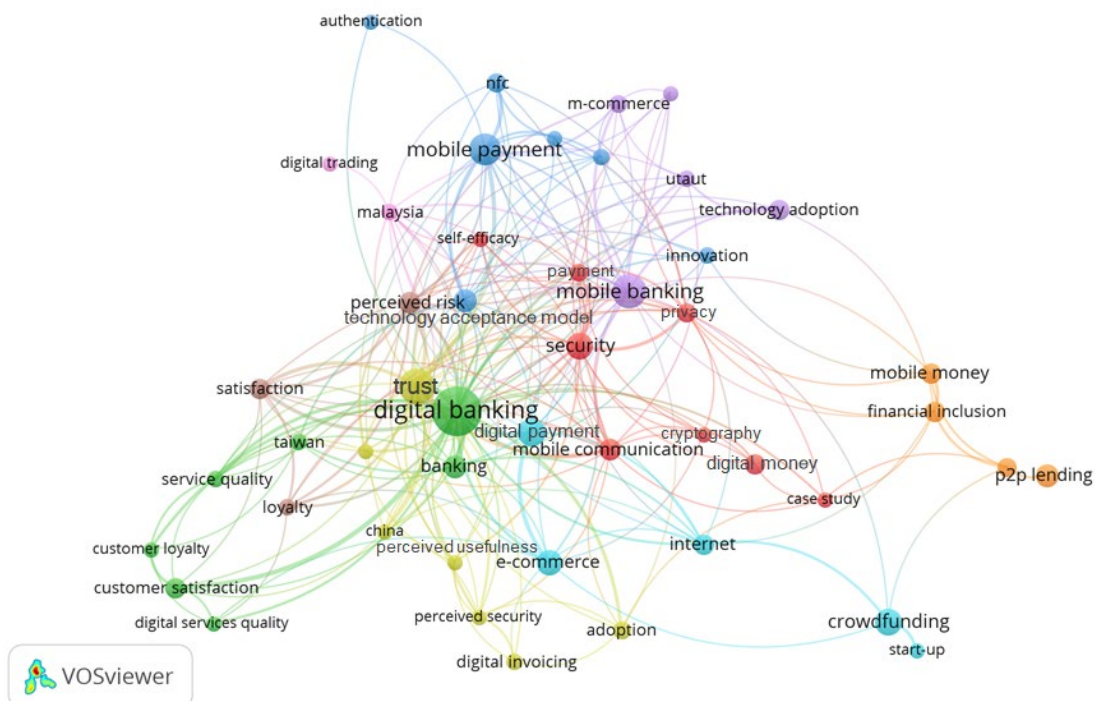 authentication
nfc
m-commerce
mobile payment
digital trading
utaut
malaysia
technology adoption
self-efficacy
innovation
payment
mobile banking
perceived risk
technology acceptance model
privacy
security
mobile money
trust
satisfaction
digital banking
financial inclusion
digital payment
cryptography
taiwan
mobile communication
banking
digital money
service quality
p2p lending
case study
loyalty
china
customer loyalty
perceived usefulness
internet
e-commerce
customer satisfaction
perceived security
digital services quality
crowdfunding
adoption
start-up
digital invoicing
VOSviewer